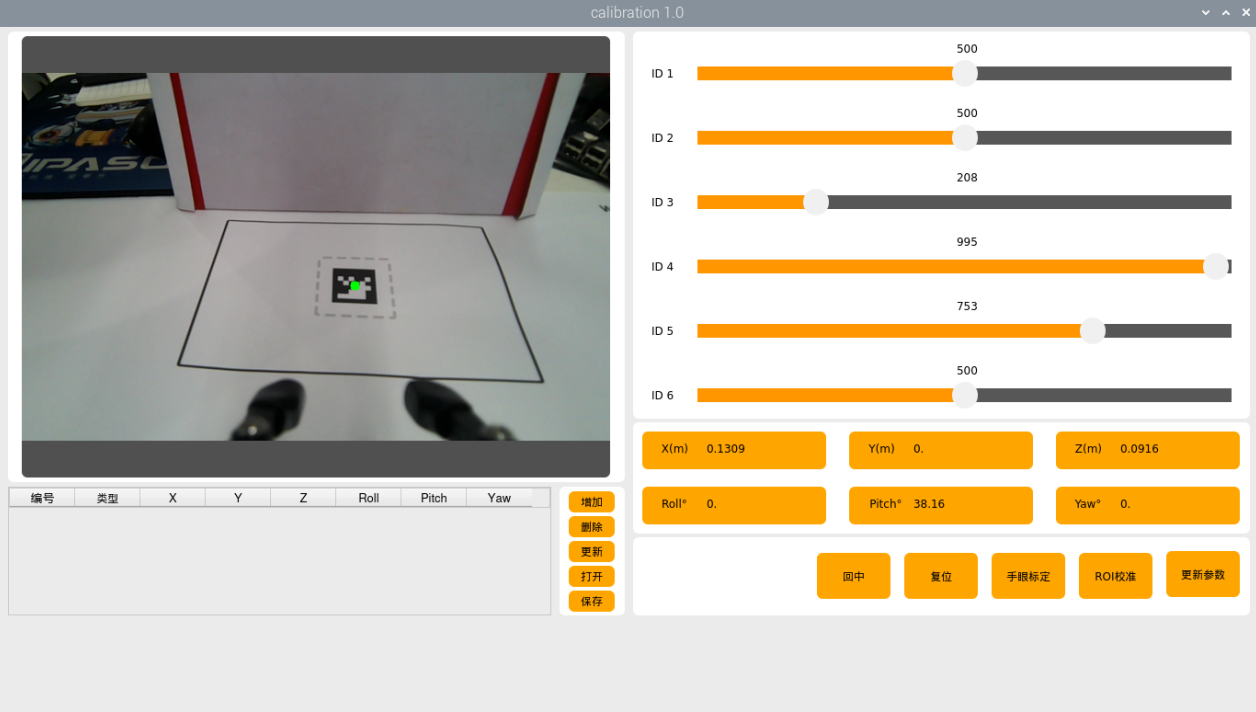 calibration 1.0
IPASO
500
ID 1
500
ID 2
208
ID 3
995
ID 4
753
ID 5
500
ID 6
X(m) 0.1309 Y(m) 0. Z(m) 0.0916
Roll° 0. Pitch° 38.16 Yaw° 0.
编号 类型 X Y Z Roll Pitch Yaw
增加
删除
更新
打开
保存
回中 复位 手眼标定 ROI校准 更新参数